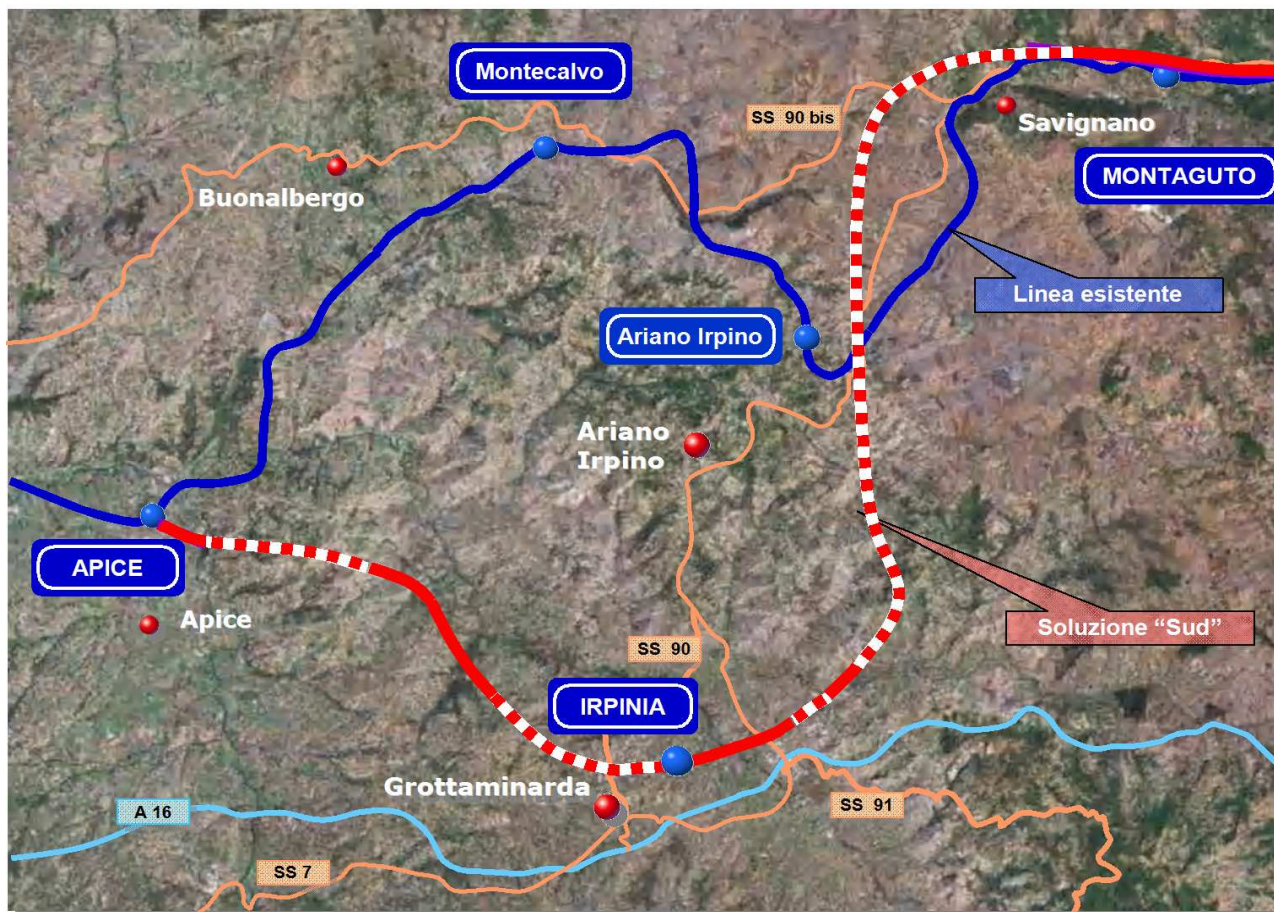 Montecalvo
SS 90 bis
Savignano
Buonalbergo
MONTAGUTO
Linea esistente
Ariano Irpino
Ariano
Irpino
APICE
Apice
Soluzione “Sud”
SS 90
IRPINIA
Grottaminarda
A 16
SS 91
SS 7